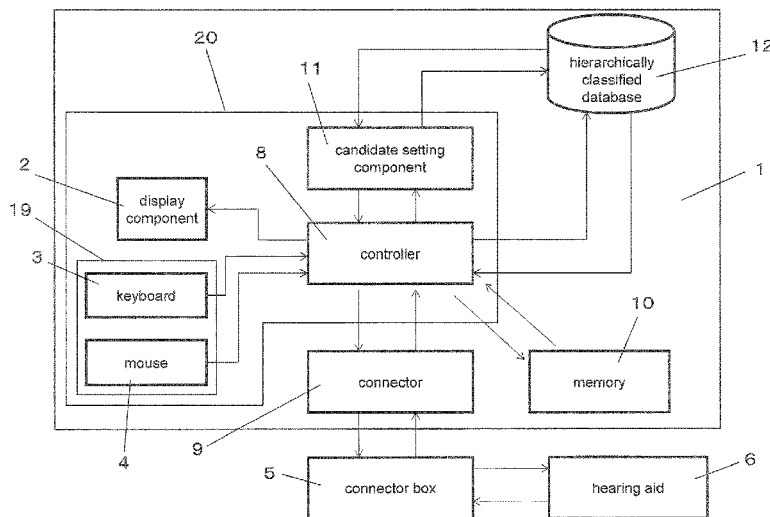 20
11
hierarchically
classified
database
12
8
candidate setting
component
2
display
component
1
19
3
controller
keyboard
10
mouse
connector
memory
4
9
5
6
connector box
hearing aid